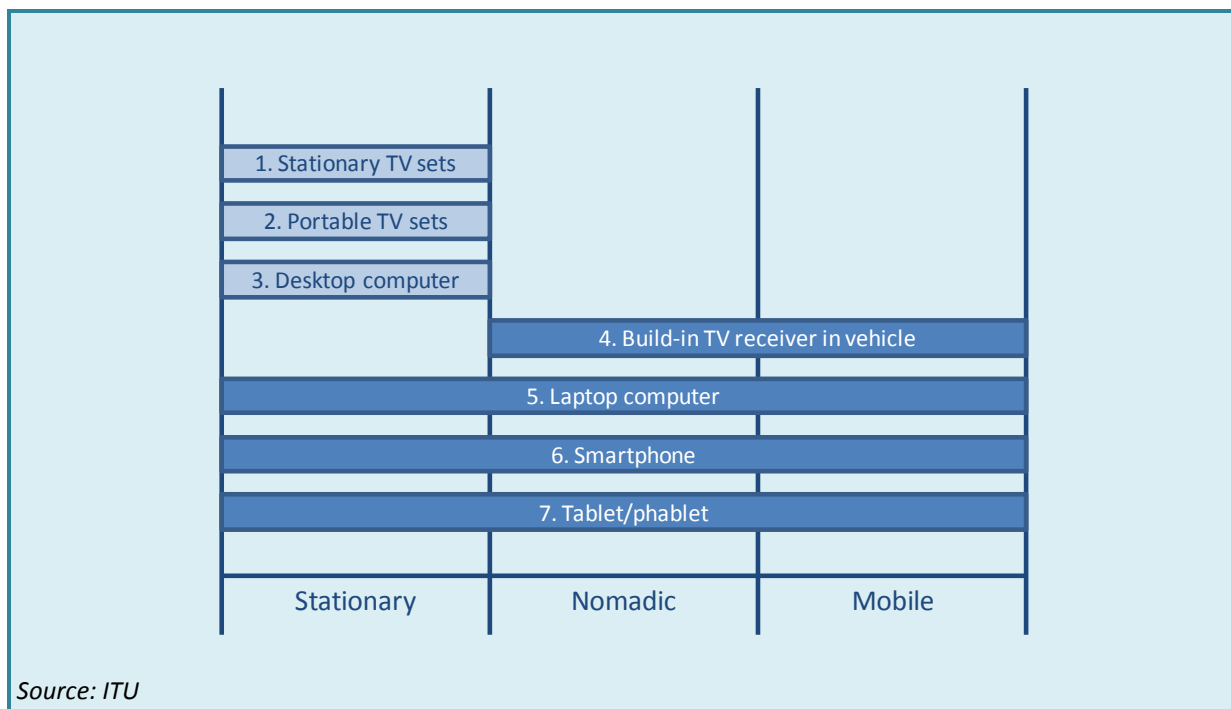 1. Stationary TV sets
2. Portable TV sets
3. Desktop computer
4. Build-in TV receiver in vehicle
5. Laptop computer
6. Smartphone
7. Tablet/phablet
Stationary Nomadic Mobile
Source: ITU